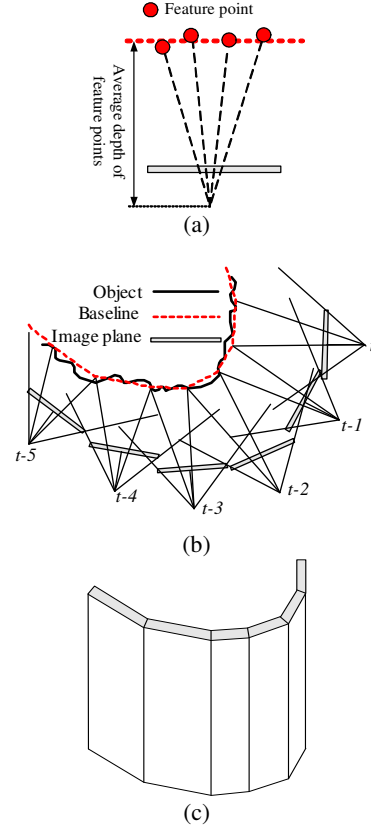 Feature point
Average depth of
feature points
(a)
Object
Baseline
Image plane
t-1
t-2
t-3
t-4
t-5
(b)
(c)